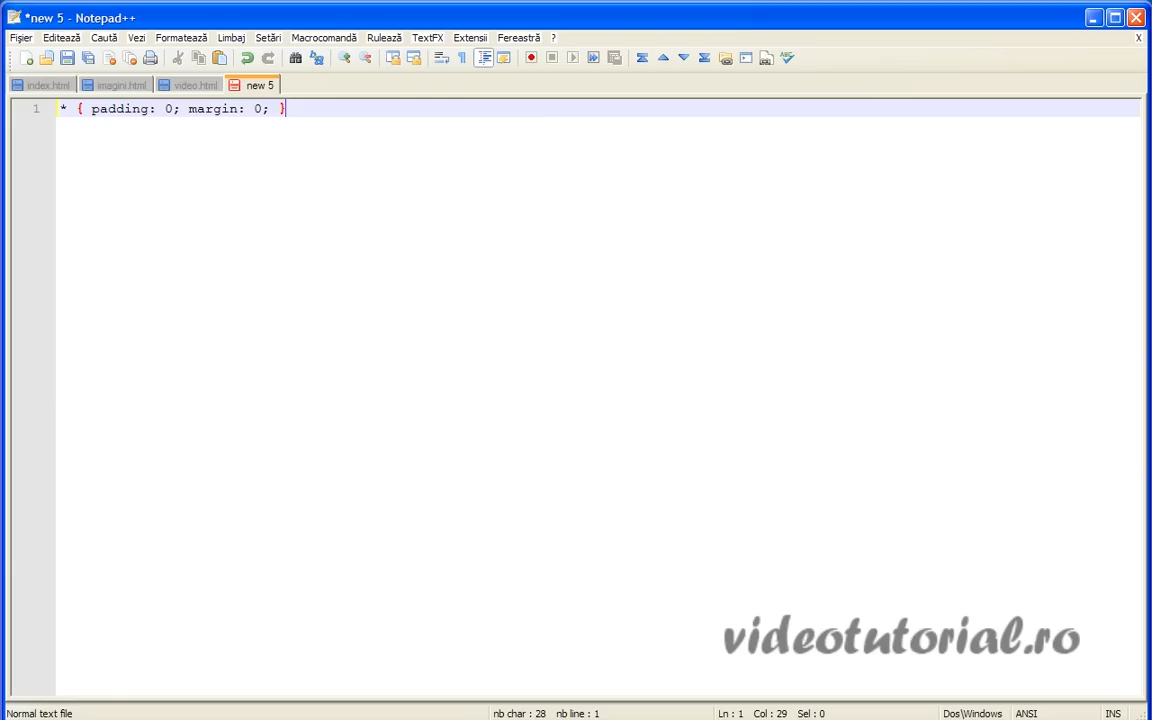 *new 5 - Notepad++
Fișier Editează Caută Vezi Formatează Limbaj Setări Macrocomandă Rulează TextFX Extensii Fereastră ? X
index.html imagini.html video.html new 5
1 * { padding: 0; margin: 0; }
videotutorial.ro
Normal text file nb char : 28 nb line : 1 Ln : 1 Col : 29 Sel : 0 Dos\Windows ANSI INS